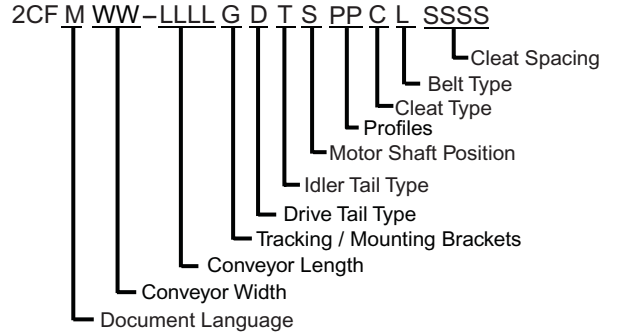 2CF M WW–LLLL G D T S PP C L SSSS
Cleat Spacing
Belt Type
Cleat Type
Profiles
Motor Shaft Position
Idler Tail Type
Drive Tail Type
Tracking / Mounting Brackets
Conveyor Length
Conveyor Width
Document Language